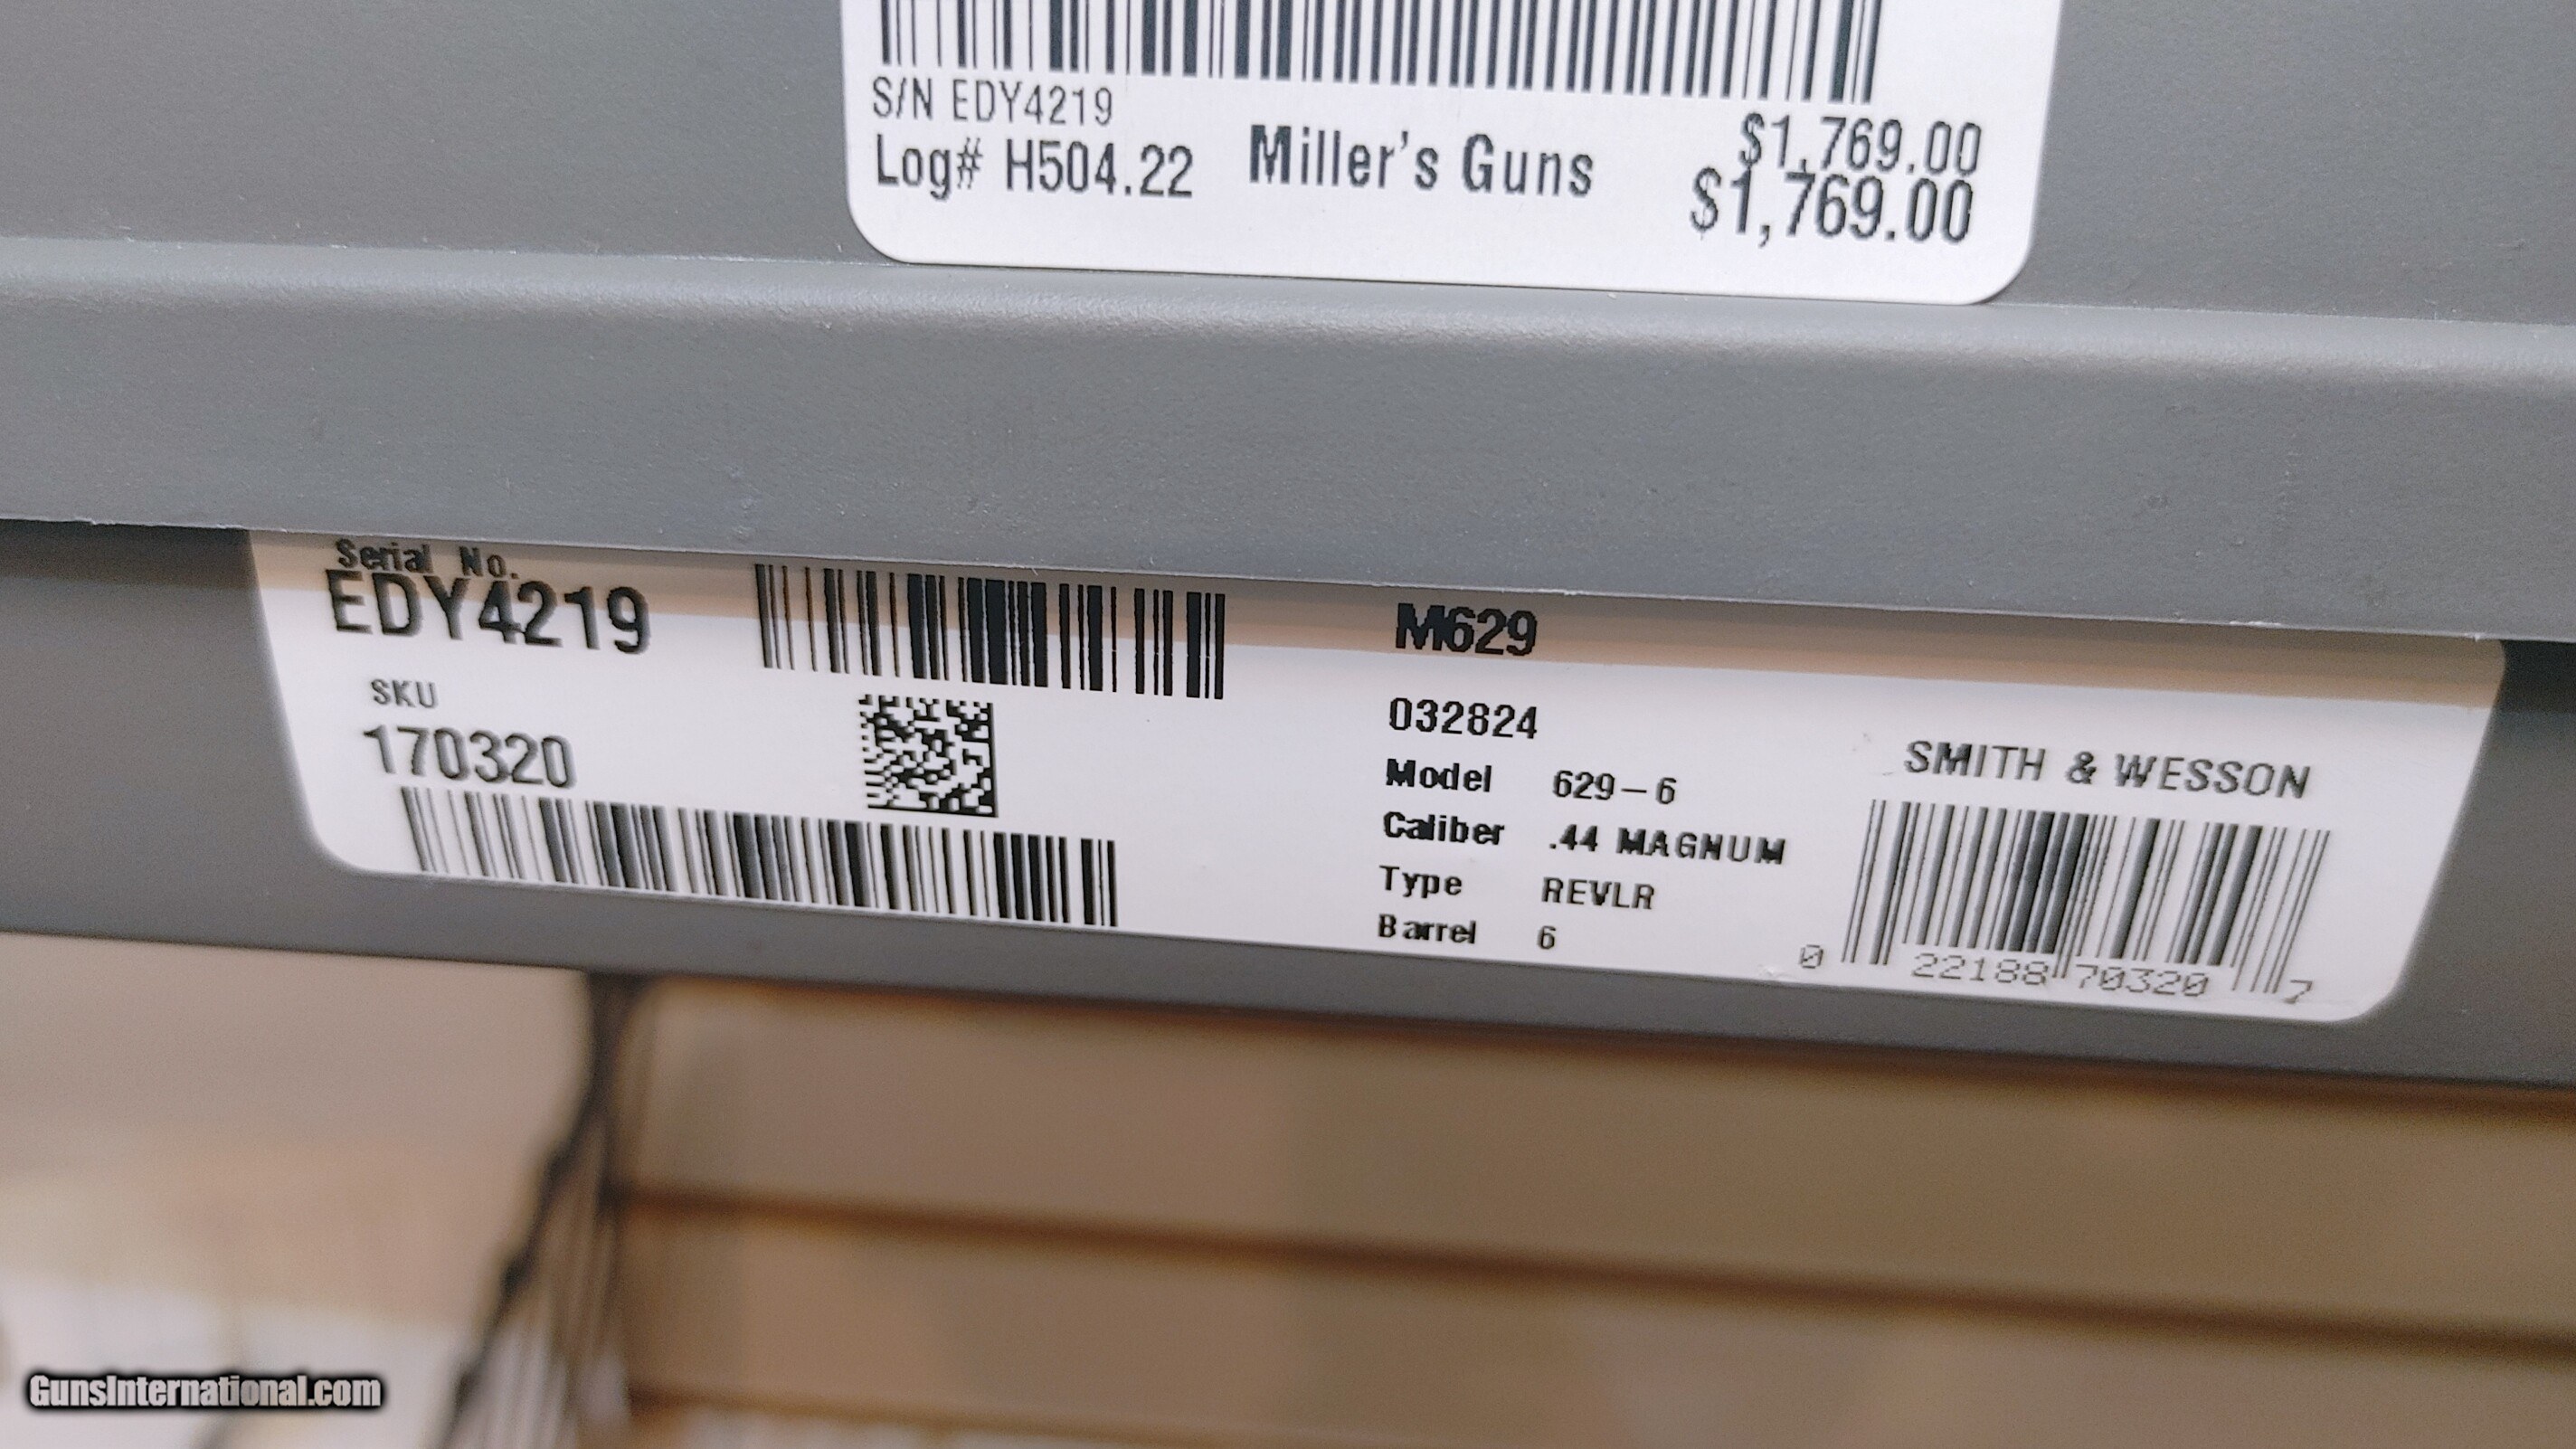 S/N EDY4219
Log# H504.22 Miller's Guns
$1,769.00
$1,769.00
Serial No.
EDY4219
SKU
170320
M629
032824
Model 629-6
Caliber .44 MAGNUM
Type REVLR
Barrel 6
SMITH & WESSON
0 22188 70320 7
GunsInternational.com